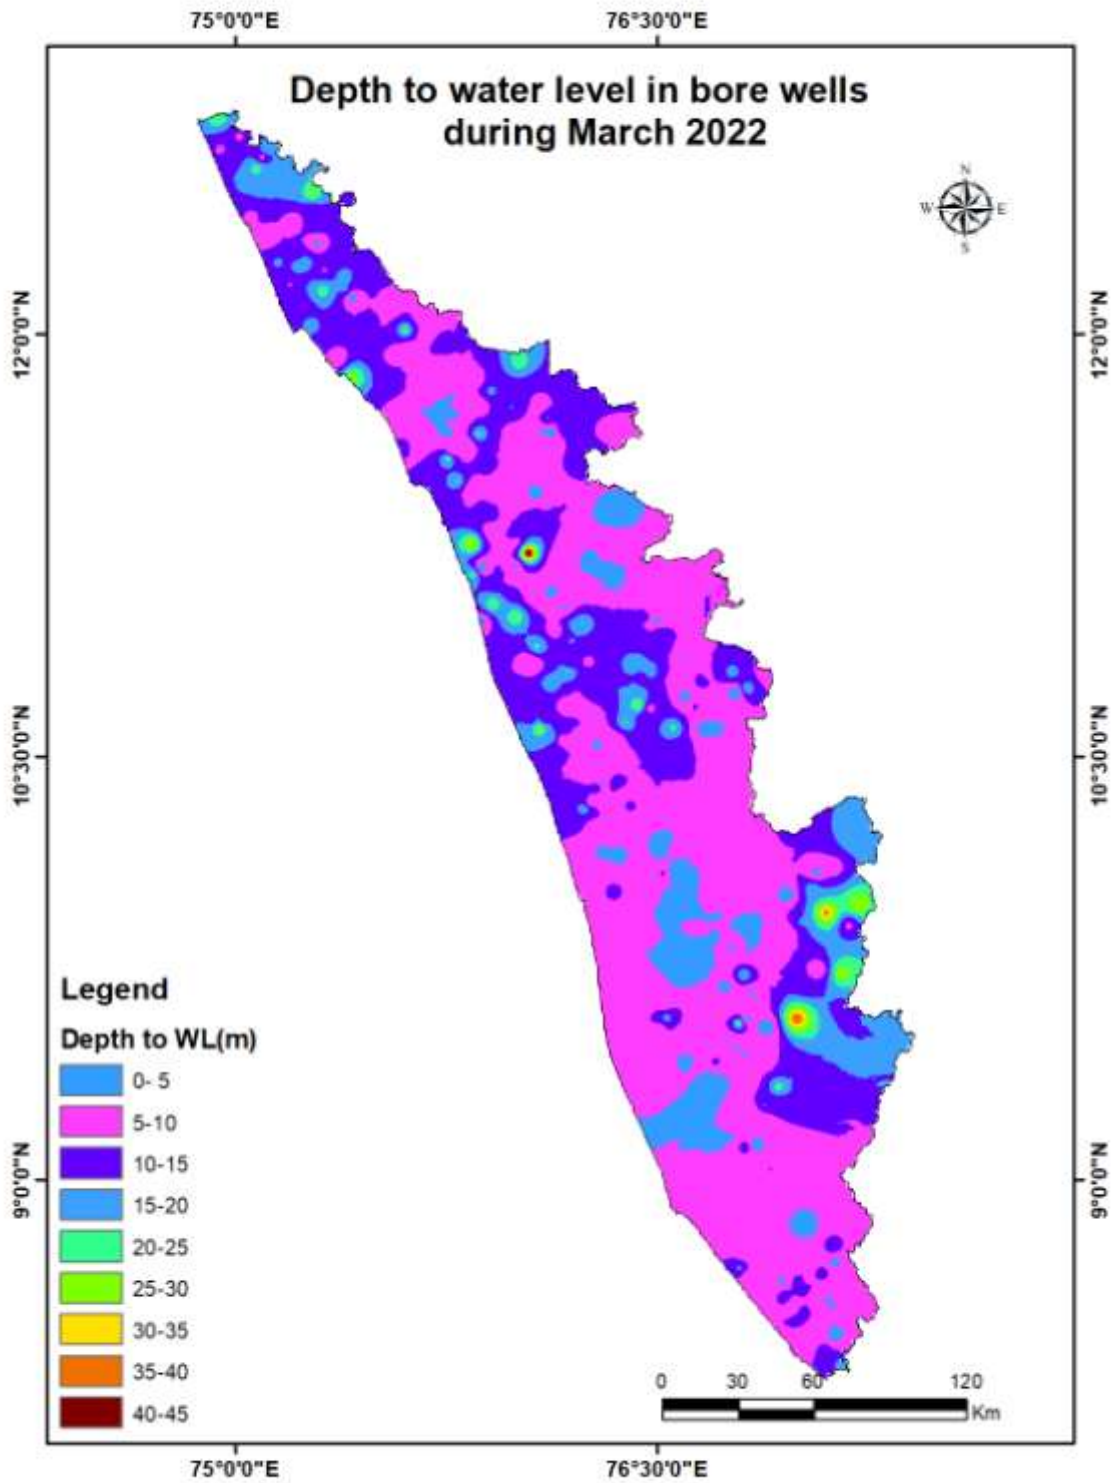 75°0'0"E 76°30'0"E
Depth to water level in bore wells
during March 2022
N
W E
S
12°0'0"N 12°0'0"N
10°30'0"N 10°30'0"N
Legend
Depth to WL(m)
0- 5
5-10
10-15
9°0'0"N 9°0'0"N
15-20
20-25
25-30
30-35
35-40
0 30 60 120
40-45
Km
75°0'0"E 76°30'0"E